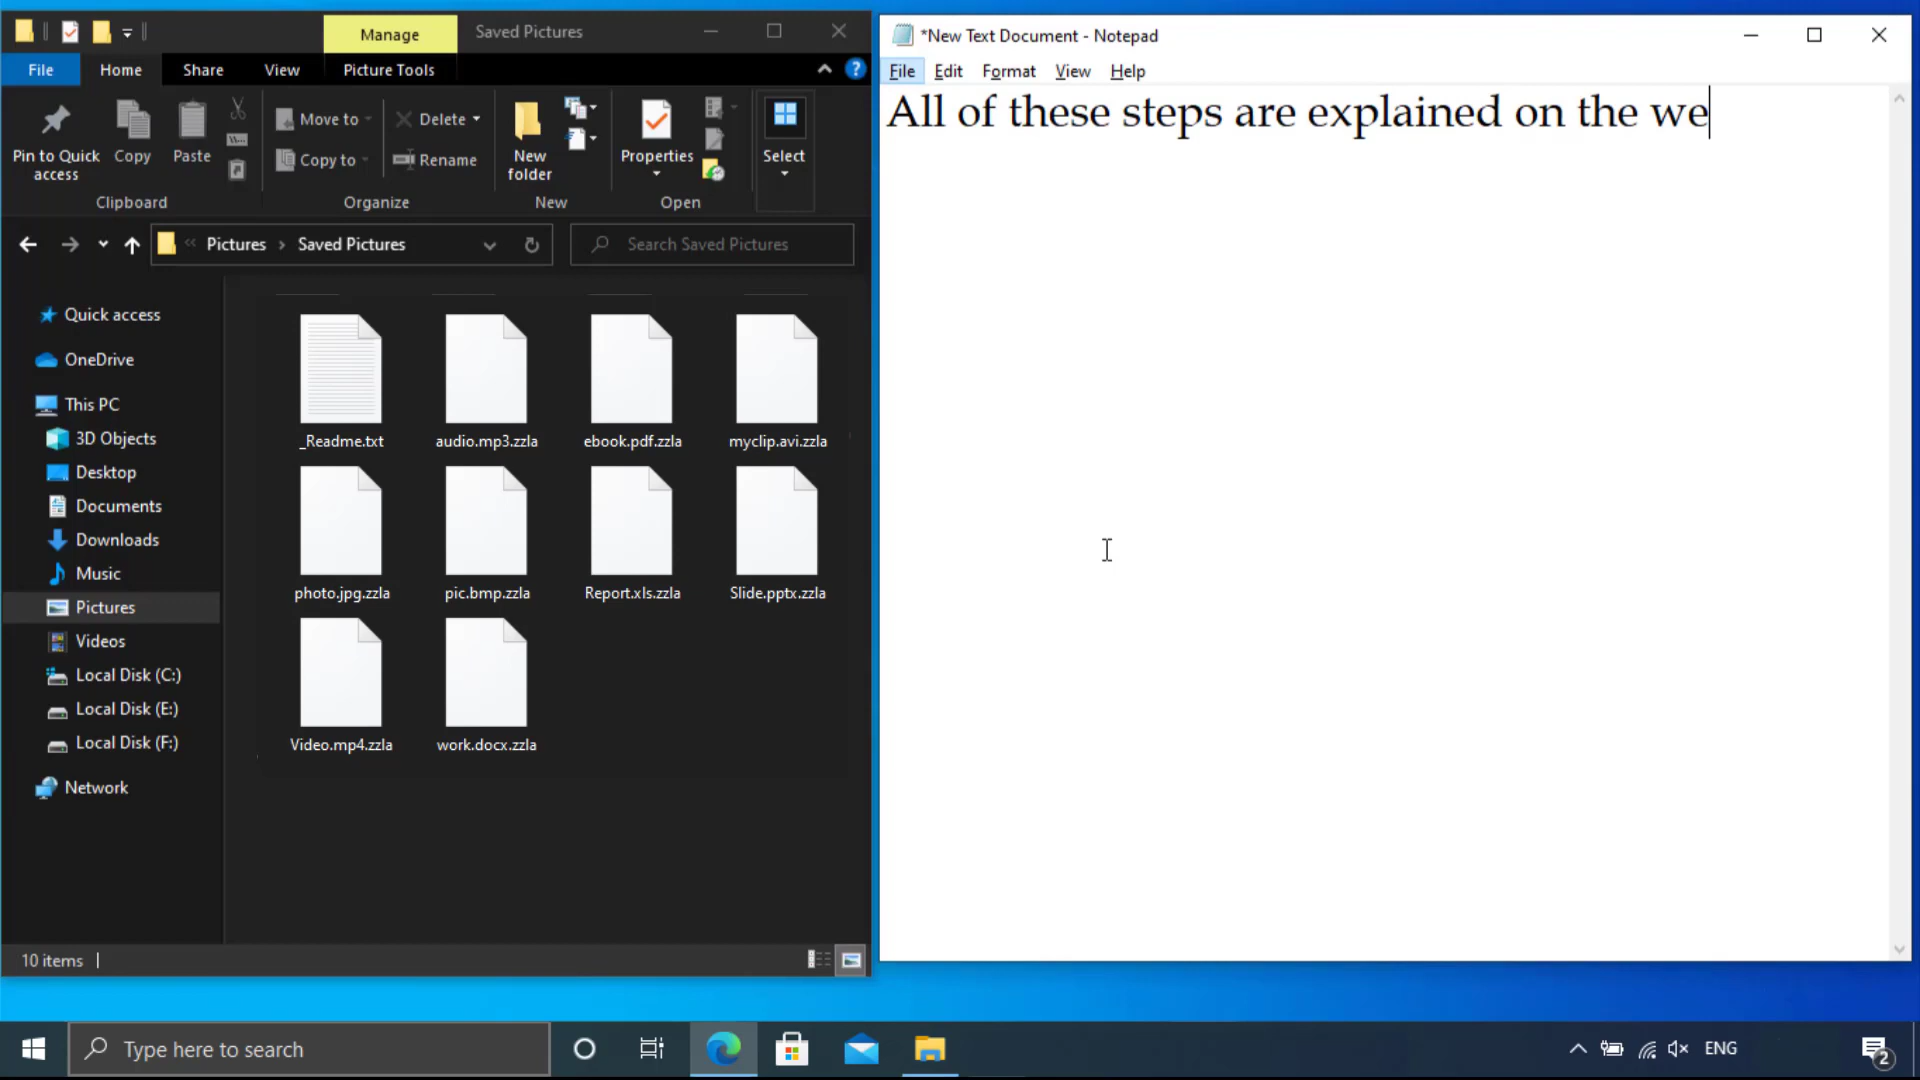 Manage
Saved Pictures
File
Home
Share
View
Picture Tools
Pin to Quick access
Copy
Paste
Move to
Copy to
Delete
Rename
New folder
Properties
Select
Clipboard
Organize
New
Open
Pictures
Saved Pictures
Search Saved Pictures
Quick access
OneDrive
This PC
3D Objects
Desktop
Documents
Downloads
Music
Pictures
Videos
Local Disk (C:)
Local Disk (E:)
Local Disk (F:)
Network
_Readme.txt
audio.mp3.zzla
ebook.pdf.zzla
myclip.avi.zzla
photo.jpg.zzla
pic.bmp.zzla
Report.xls.zzla
Slide.pptx.zzla
Video.mp4.zzla
work.docx.zzla
10 items
*New Text Document - Notepad
File
Edit
Format
View
Help
All of these steps are explained on the we
Type here to search
ENG
2